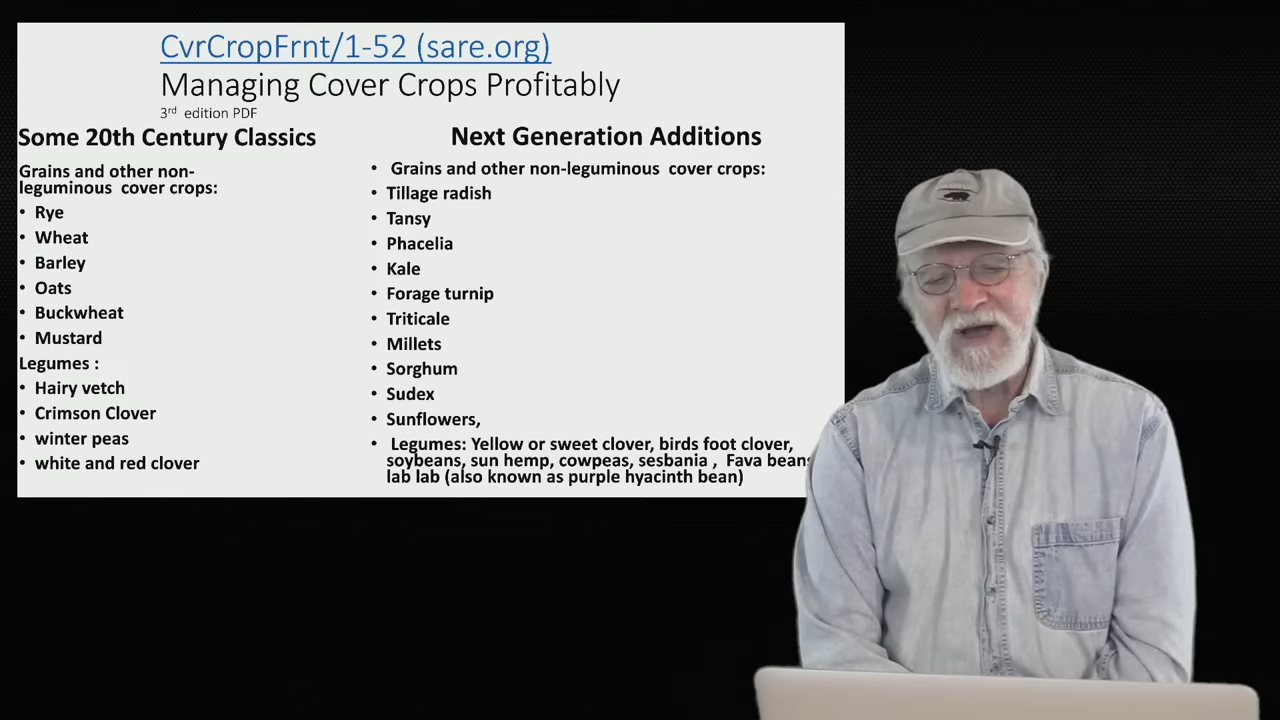 CvrCropFrnt/1-52 (sare.org)
Managing Cover Crops Profitably
3rd edition PDF
Some 20th Century Classics
Grains and other non-
leguminous cover crops:
• Rye
• Wheat
• Barley
• Oats
• Buckwheat
• Mustard
Legumes :
• Hairy vetch
• Crimson Clover
• winter peas
• white and red clover
Next Generation Additions
• Grains and other non-leguminous cover crops:
• Tillage radish
• Tansy
• Phacelia
• Kale
• Forage turnip
• Triticale
• Millets
• Sorghum
• Sudex
• Sunflowers,
• Legumes: Yellow or sweet clover, birds foot clover,
soybeans, sun hemp, cowpeas, sesbania , Fava beans
lab lab (also known as purple hyacinth bean)